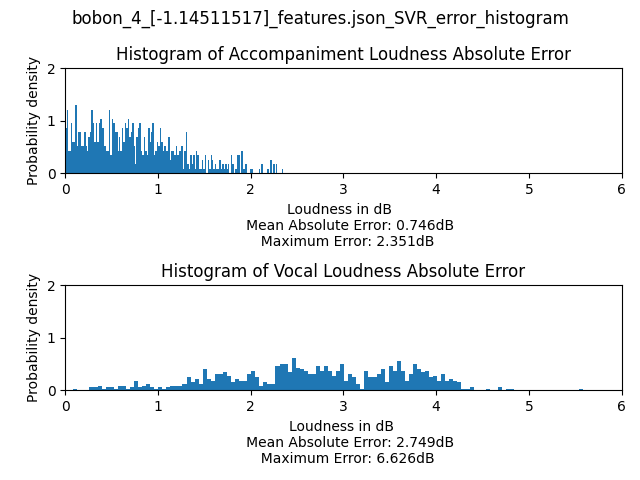 bobon_4_[-1.14511517]_features.json_SVR_error_histogram
Histogram of Accompaniment Loudness Absolute Error
Probability density
2
1
0
0 1 2 3 4 5 6
Loudness in dB
Mean Absolute Error: 0.746dB
Maximum Error: 2.351dB
Histogram of Vocal Loudness Absolute Error
Probability density
2
1
0
0 1 2 3 4 5 6
Loudness in dB
Mean Absolute Error: 2.749dB
Maximum Error: 6.626dB